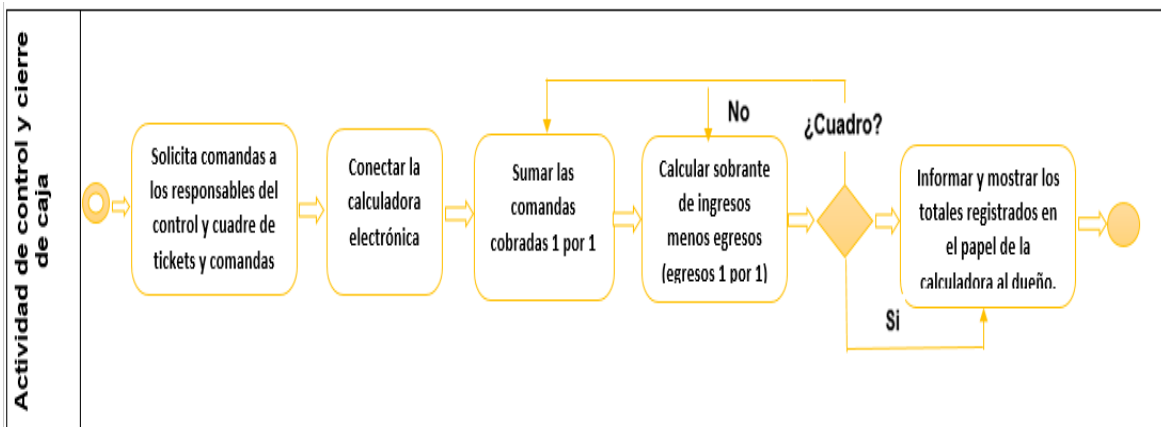 Actividad de control y cierre
de caja
Solicita comandas a
los responsables del
control y cuadre de
tickets y comandas
Conectar la
calculadora
electrónica
Sumar las
comandas
cobradas 1 por 1
No
Calcular sobrante
de ingresos
menos egresos
(egresos 1 por 1)
¿Cuadro?
Si
Informar y mostrar los
totales registrados en
el papel de la
calculadora al dueño.